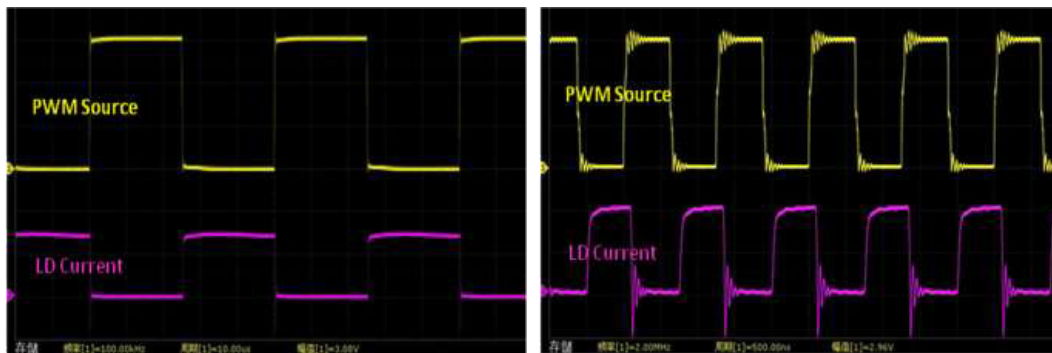 PWM Source
LD Current
存储 频率[1]=100.00kHz 周期[1]=10.00us 幅值[1]=3.00V
PWM Source
LD Current
存储 频率[1]=2.00MHz 周期[1]=500.00ns 幅值[1]=2.96V